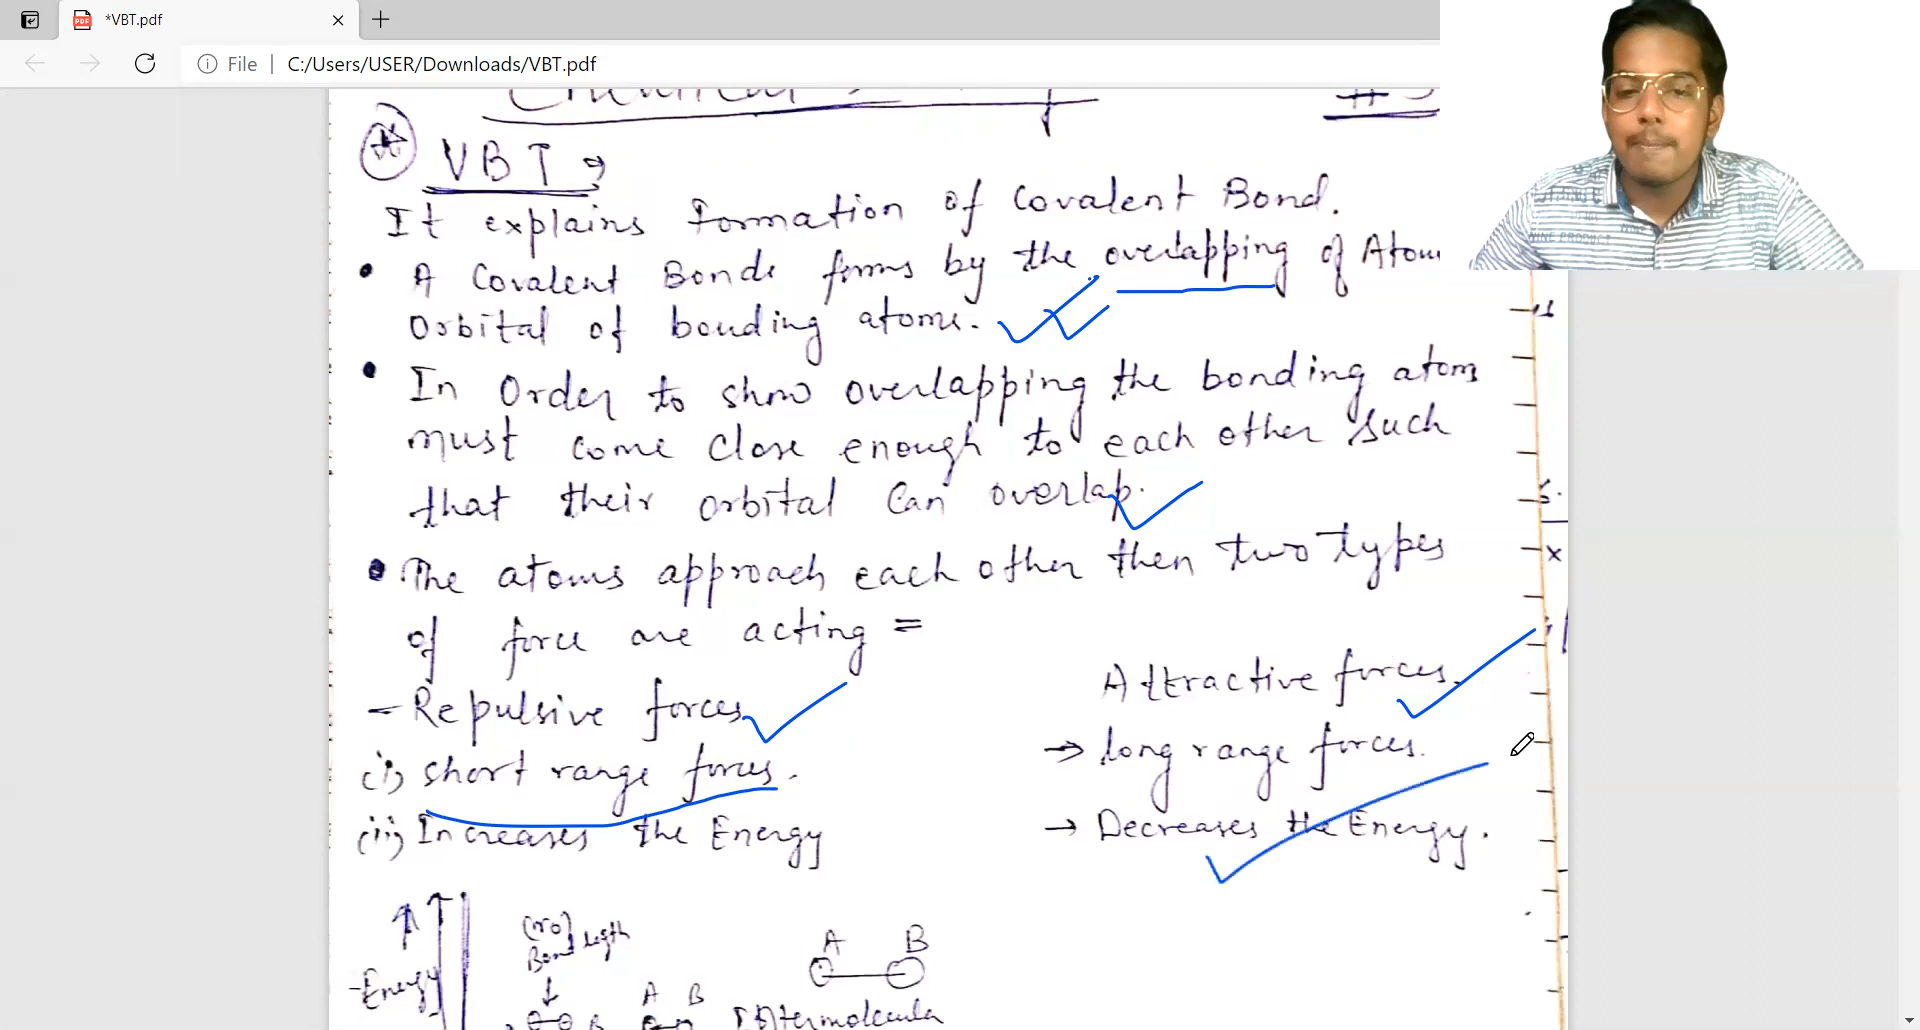 *VBT.pdf
File | C:/Users/USER/Downloads/VBT.pdf
Chemical
VBT →
It explains Formation of Covalent Bond.
• A Covalent Bonds forms by the overlapping of Atom
Orbital of bonding atoms.
• In Order to show overlapping the bonding atom
must come close enough to each other such
that their orbital can overlap.
• The atoms approach each other then two types
of force are acting =
- Repulsive forces
(i) short range forces.
(ii) Increases the Energy
Attractive forces.
→ long range forces.
→ Decreases the Energy.
Energy
Bond
A B
A B